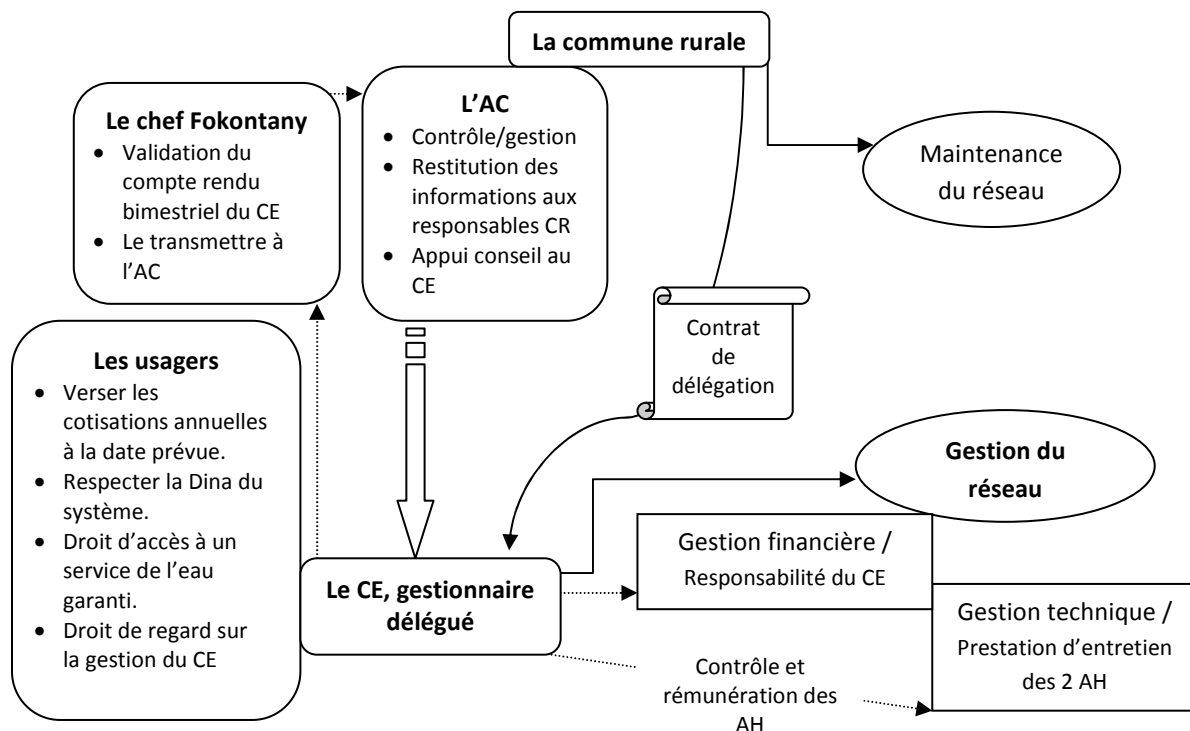 La commune rurale
Le chef Fokontany
• Validation du
compte rendu
bimestriel du CE
• Le transmettre à
l’AC
L’AC
• Contrôle/gestion
• Restitution des
informations aux
responsables CR
• Appui conseil au
CE
Maintenance
du réseau
Contrat
de
délégation
Les usagers
• Verser les
cotisations annuelles
à la date prévue.
• Respecter la Dina du
système.
• Droit d’accès à un
service de l’eau
garanti.
• Droit de regard sur
la gestion du CE
Gestion du
réseau
Le CE, gestionnaire
délégué
Gestion financière /
Responsabilité du CE
Gestion technique /
Prestation d’entretien
des 2 AH
Contrôle et
rémunération des
AH